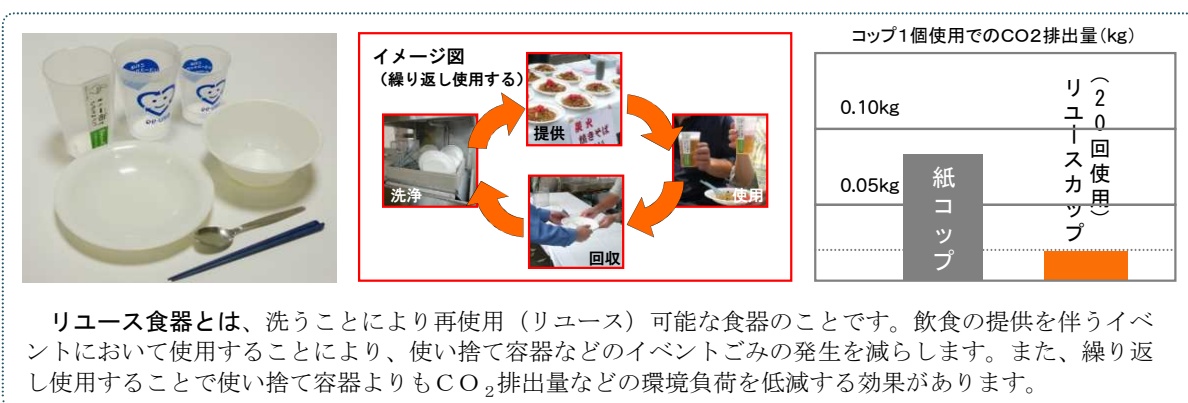 イメージ図
（繰り返し使用する）
提供
炭火
焼きそば
使用
回収
洗浄
コップ１個使用でのＣＯ２排出量（kg）
0.10kg
0.05kg
紙コップ
リユースカップ
（２０回使用）
リユース食器とは、洗うことにより再使用（リユース）可能な食器のことです。飲食の提供を伴うイベ
ントにおいて使用することにより、使い捨て容器などのイベントごみの発生を減らします。また、繰り返
し使用することで使い捨て容器よりもＣＯ₂排出量などの環境負荷を低減する効果があります。